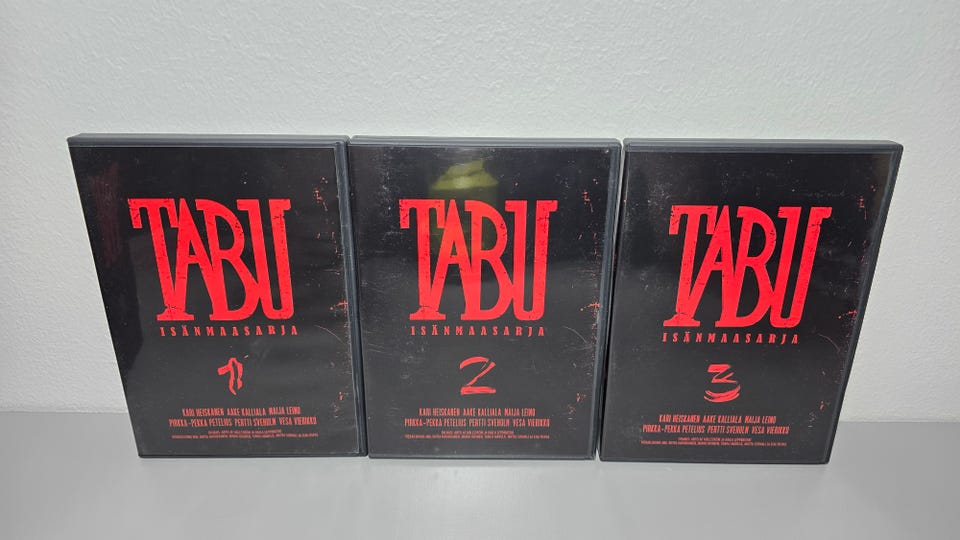 TABU
ISÄNMAASARJA
1
KARI HEISKANEN AAKE KALLIALA MAIJA LEINO
PIRKKA-PEKKA PETELIUS PERTTI SVEHOLM VESA VIERIKKO
TABU
ISÄNMAASARJA
2
KARI HEISKANEN AAKE KALLIALA MAIJA LEINO
PIRKKA-PEKKA PETELIUS PERTTI SVEHOLM VESA VIERIKKO
TABU
ISÄNMAASARJA
3
KARI HEISKANEN AAKE KALLIALA MAIJA LEINO
PIRKKA-PEKKA PETELIUS PERTTI SVEHOLM VESA VIERIKKO